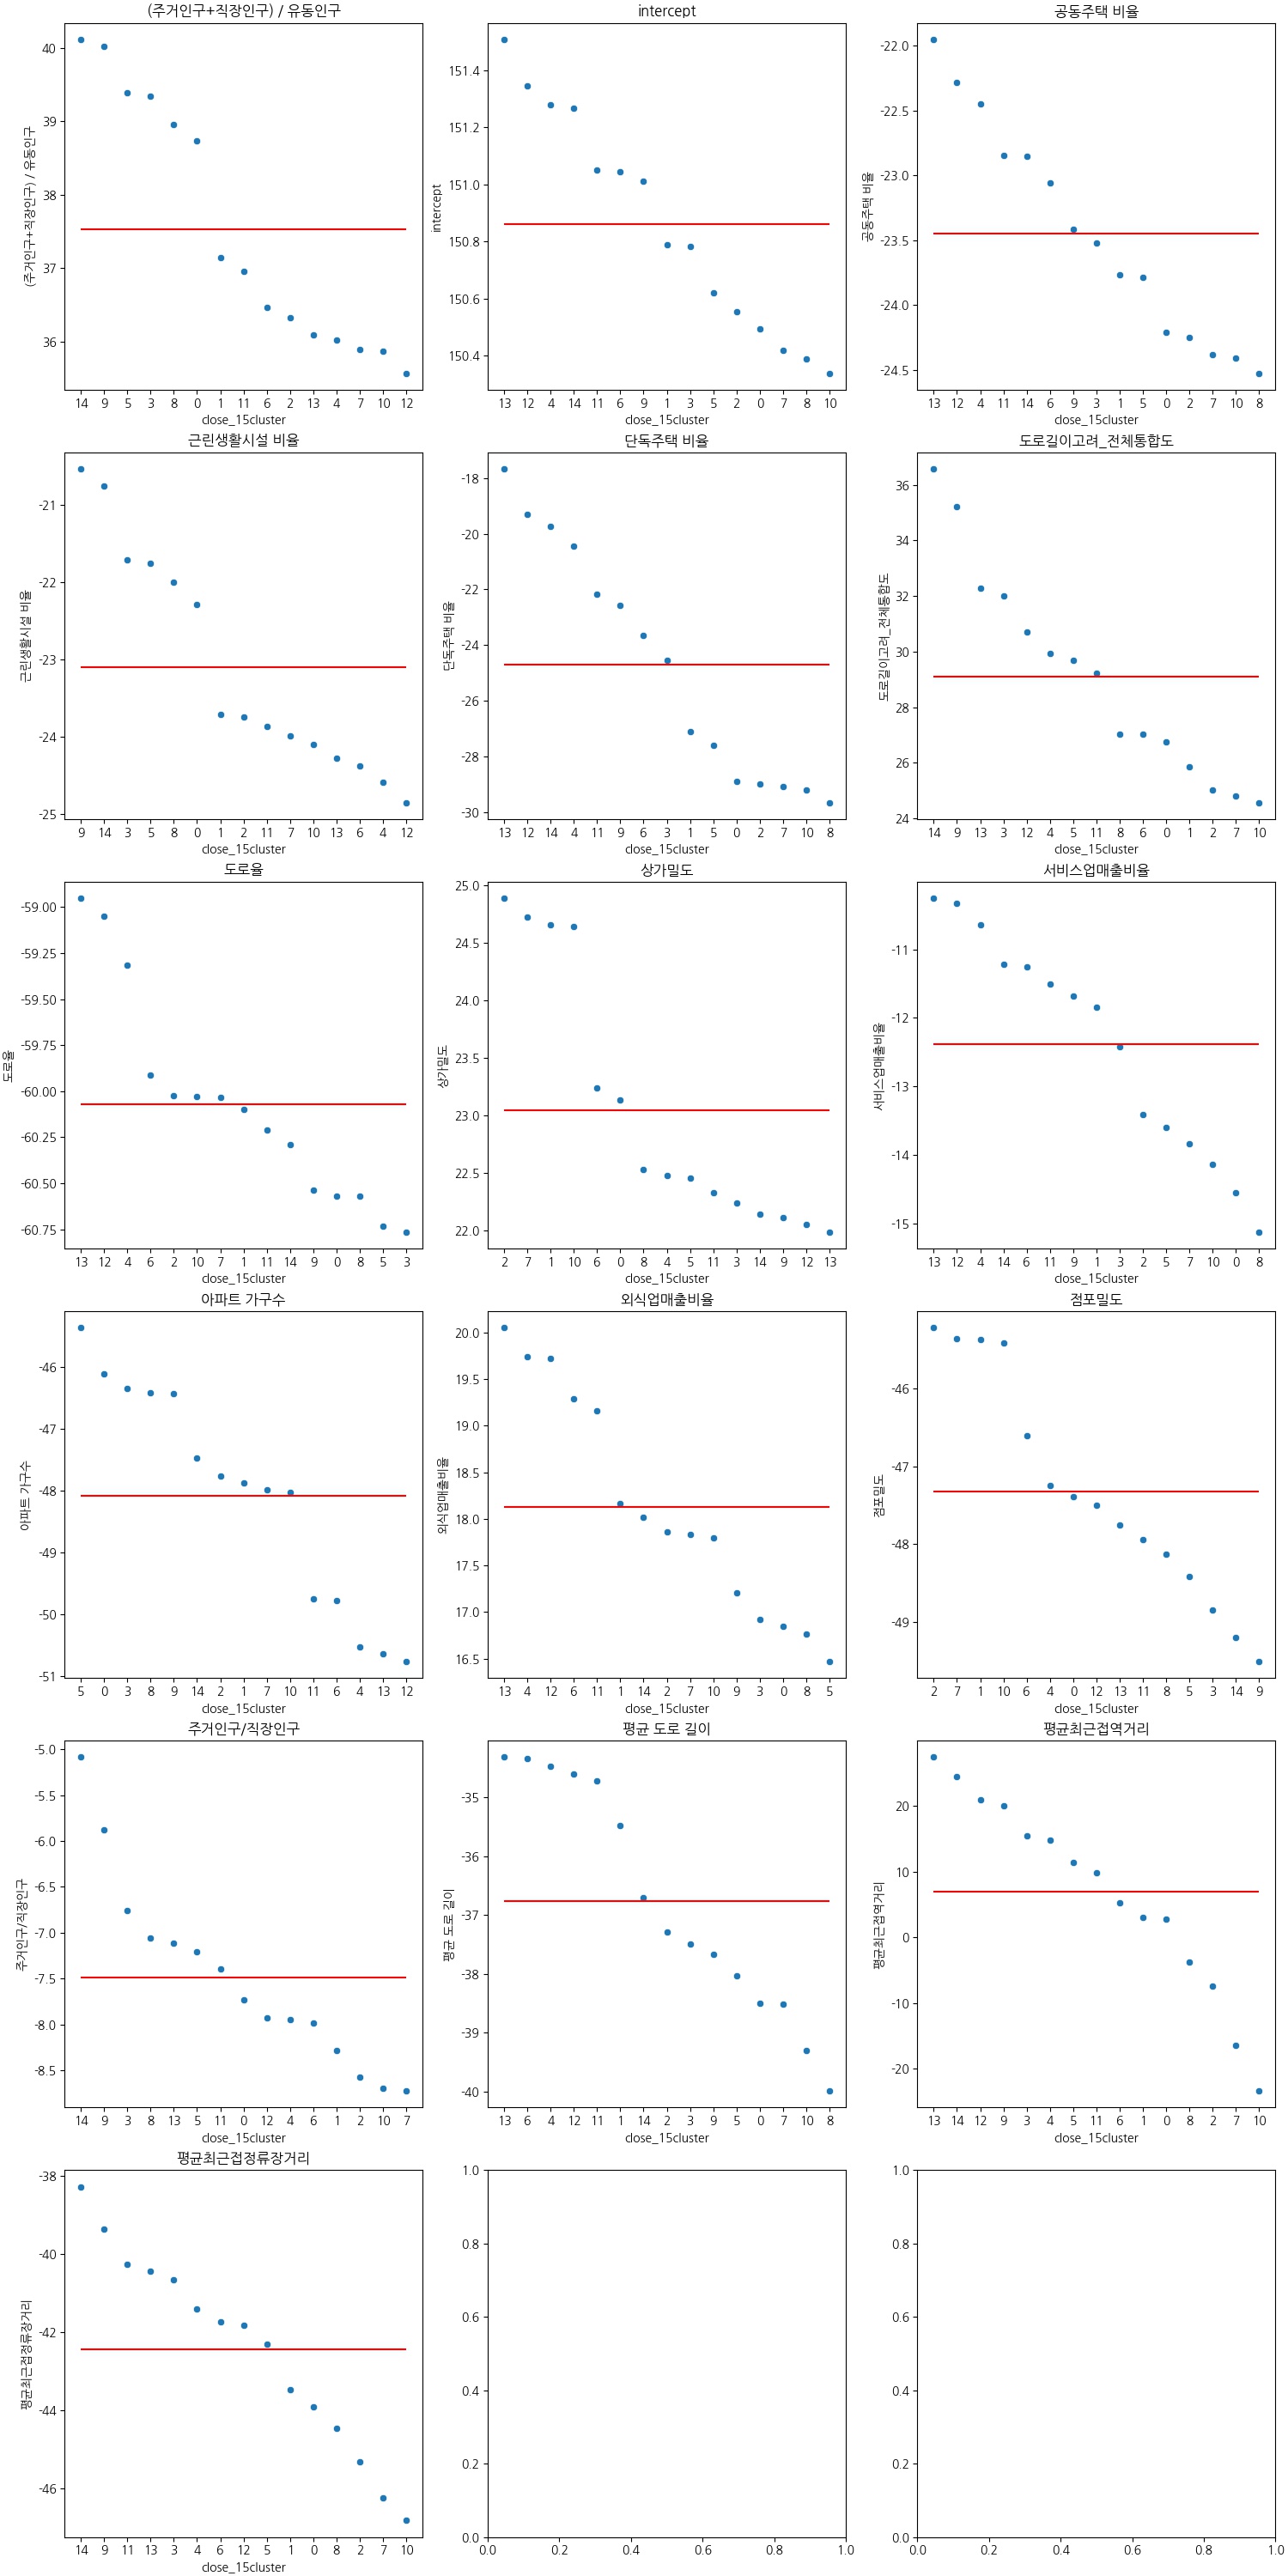 (주거인구+직장인구) / 유동인구
(주거인구+직장인구) / 유동인구
40
39
38
37
36
14 9 5 3 8 0 1 11 6 2 13 4 7 10 12
close_15cluster
intercept
intercept
151.4
151.2
151.0
150.8
150.6
150.4
13 12 4 14 11 6 9 1 3 5 2 0 7 8 10
close_15cluster
공동주택 비율
공동주택 비율
-22.0
-22.5
-23.0
-23.5
-24.0
-24.5
13 12 4 11 14 6 9 3 1 5 0 2 7 10 8
close_15cluster
근린생활시설 비율
근린생활시설 비율
-21
-22
-23
-24
-25
9 14 3 5 8 0 1 2 11 7 10 13 6 4 12
close_15cluster
단독주택 비율
단독주택 비율
-18
-20
-22
-24
-26
-28
-30
13 12 14 4 11 9 6 3 1 5 0 2 7 10 8
close_15cluster
도로길이고려_전체통합도
도로길이고려_전체통합도
36
34
32
30
28
26
24
14 9 13 3 12 4 5 11 8 6 0 1 2 7 10
close_15cluster
도로율
도로율
-59.00
-59.25
-59.50
-59.75
-60.00
-60.25
-60.50
-60.75
13 12 4 6 2 10 7 1 11 14 9 0 8 5 3
close_15cluster
상가밀도
상가밀도
25.0
24.5
24.0
23.5
23.0
22.5
22.0
2 7 1 10 6 0 8 4 5 11 3 14 9 12 13
close_15cluster
서비스업매출비율
서비스업매출비율
-11
-12
-13
-14
-15
13 12 4 14 6 11 9 1 3 2 5 7 10 0 8
close_15cluster
아파트 가구수
아파트 가구수
-46
-47
-48
-49
-50
-51
5 0 3 8 9 14 2 1 7 10 11 6 4 13 12
close_15cluster
외식업매출비율
외식업매출비율
20.0
19.5
19.0
18.5
18.0
17.5
17.0
16.5
13 4 12 6 11 1 14 2 7 10 9 3 0 8 5
close_15cluster
점포밀도
점포밀도
-46
-47
-48
-49
2 7 1 10 6 4 0 12 13 11 8 5 3 14 9
close_15cluster
주거인구/직장인구
주거인구/직장인구
-5.0
-5.5
-6.0
-6.5
-7.0
-7.5
-8.0
-8.5
14 9 3 8 13 5 11 0 12 4 6 1 2 10 7
close_15cluster
평균 도로 길이
평균 도로 길이
-35
-36
-37
-38
-39
-40
13 6 4 12 11 1 14 2 3 9 5 0 7 10 8
close_15cluster
평균최근접역거리
평균최근접역거리
20
10
0
-10
-20
13 14 12 9 3 4 5 11 6 1 0 8 2 7 10
close_15cluster
평균최근접정류장거리
평균최근접정류장거리
-38
-40
-42
-44
-46
14 9 11 13 3 4 6 12 5 1 0 8 2 7 10
close_15cluster
1.0
0.8
0.6
0.4
0.2
0.0
0.0 0.2 0.4 0.6 0.8 1.0
1.0
0.8
0.6
0.4
0.2
0.0
0.0 0.2 0.4 0.6 0.8 1.0